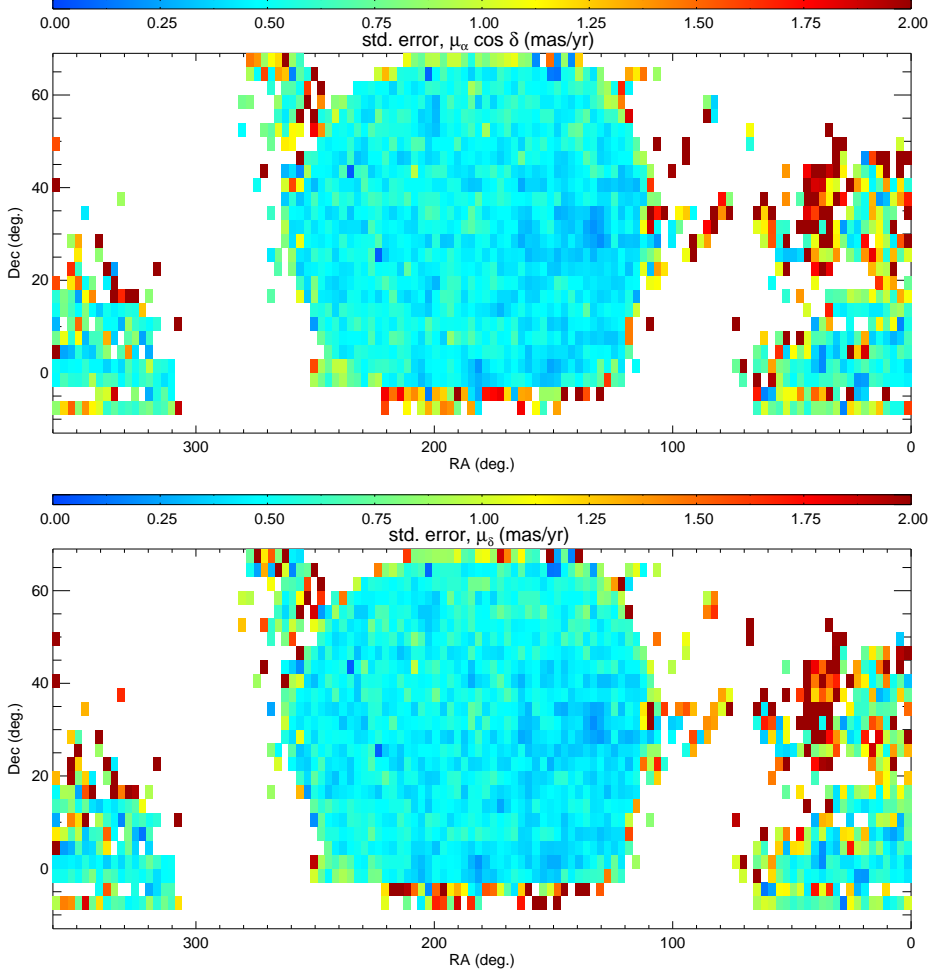 0.00 0.25 0.50 0.75 1.00 1.25 1.50 1.75 2.00
std. error, μα cos δ (mas/yr)
60
40
20
0
Dec (deg.)
300 200 100 0
RA (deg.)
0.00 0.25 0.50 0.75 1.00 1.25 1.50 1.75 2.00
std. error, μδ (mas/yr)
60
40
20
0
Dec (deg.)
300 200 100 0
RA (deg.)